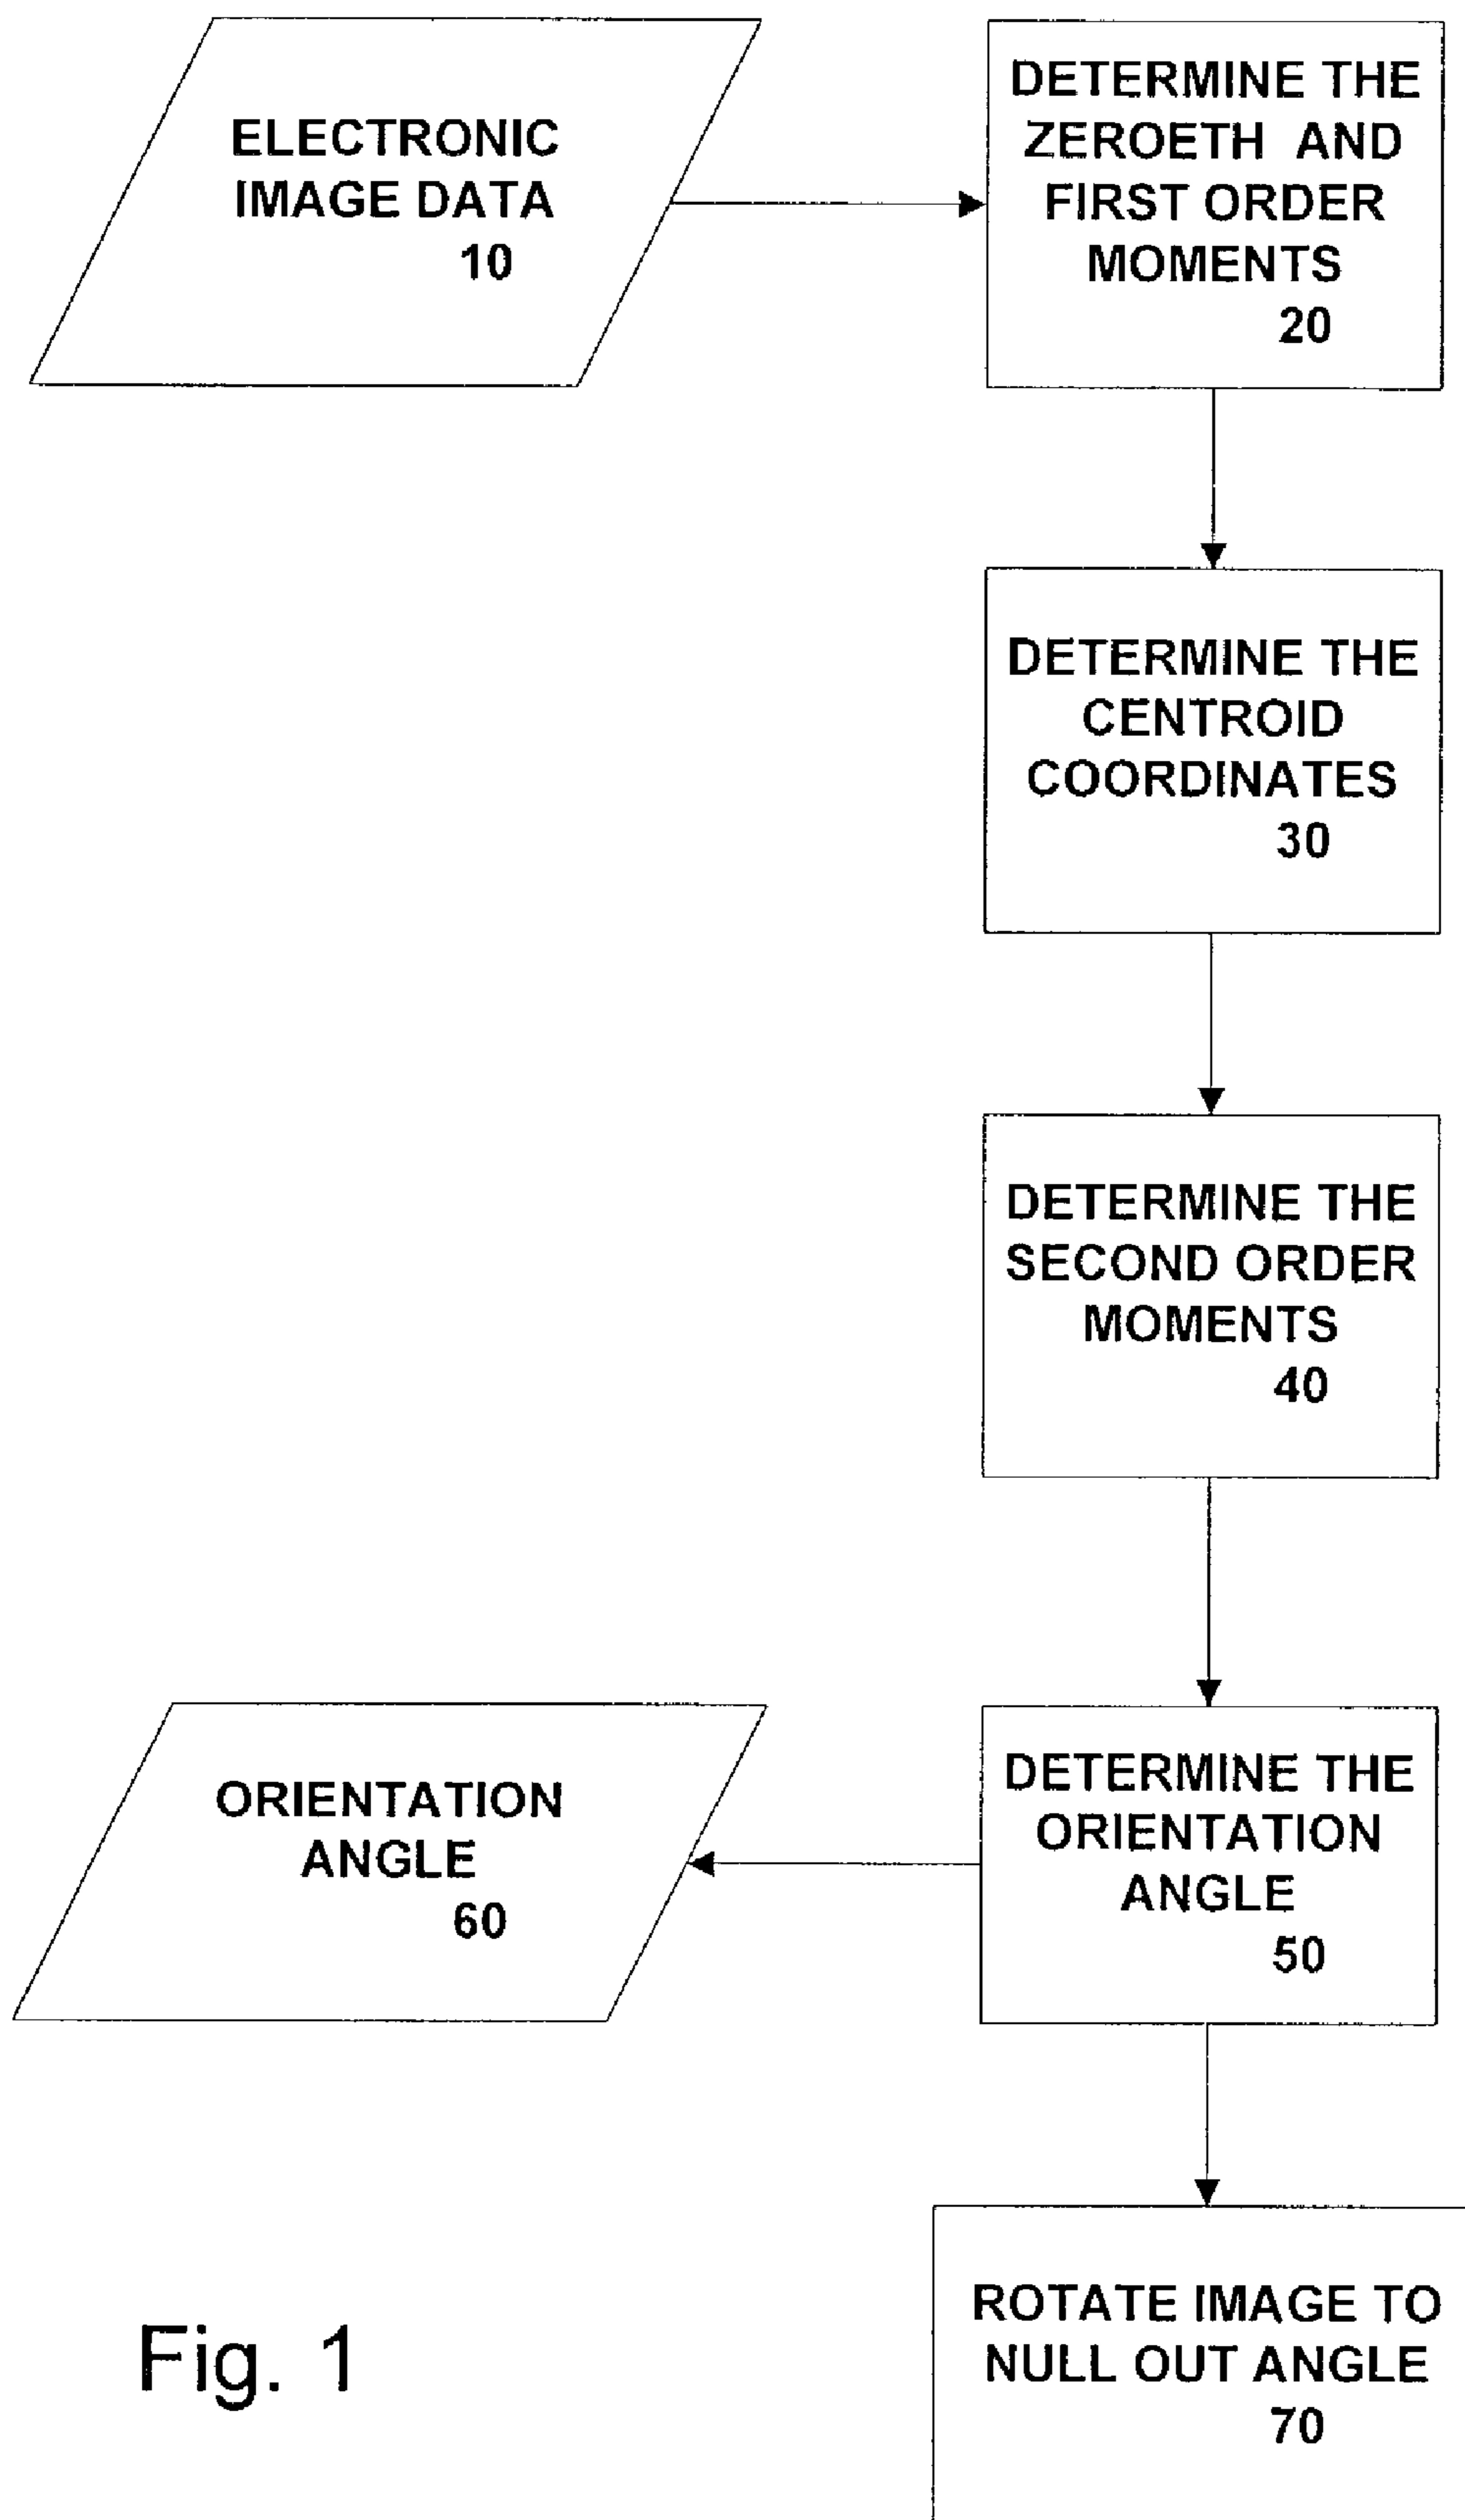 ELECTRONIC
IMAGE DATA
10
DETERMINE THE
ZEROETH AND
FIRST ORDER
MOMENTS
20
DETERMINE THE
CENTROID
COORDINATES
30
DETERMINE THE
SECOND ORDER
MOMENTS
40
DETERMINE THE
ORIENTATION
ANGLE
50
ORIENTATION
ANGLE
60
ROTATE IMAGE TO
NULL OUT ANGLE
70
Fig. 1